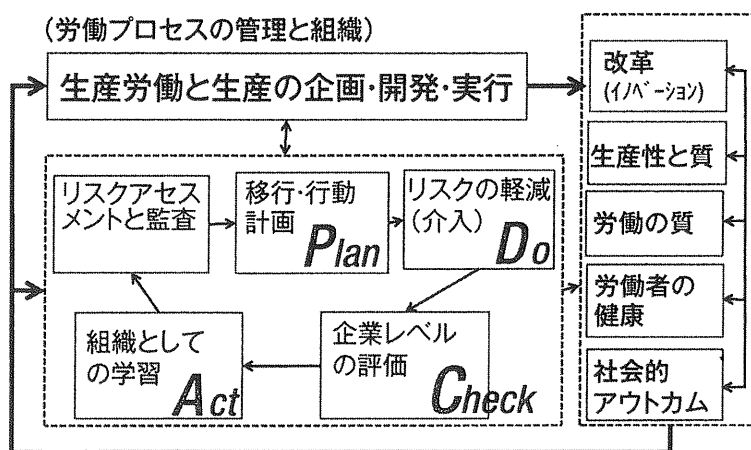 (労働プロセスの管理と組織)
生産労働と生産の企画･開発･実行
リスクアセス
メントと監査
移行･行動
計画
Plan
リスクの軽減
(介入)
Do
企業レベル
の評価
Check
組織として
の学習
Act
改革
(ｲﾉﾍﾞｰｼｮﾝ)
生産性と質
労働の質
労働者の
健康
社会的
アウトカム